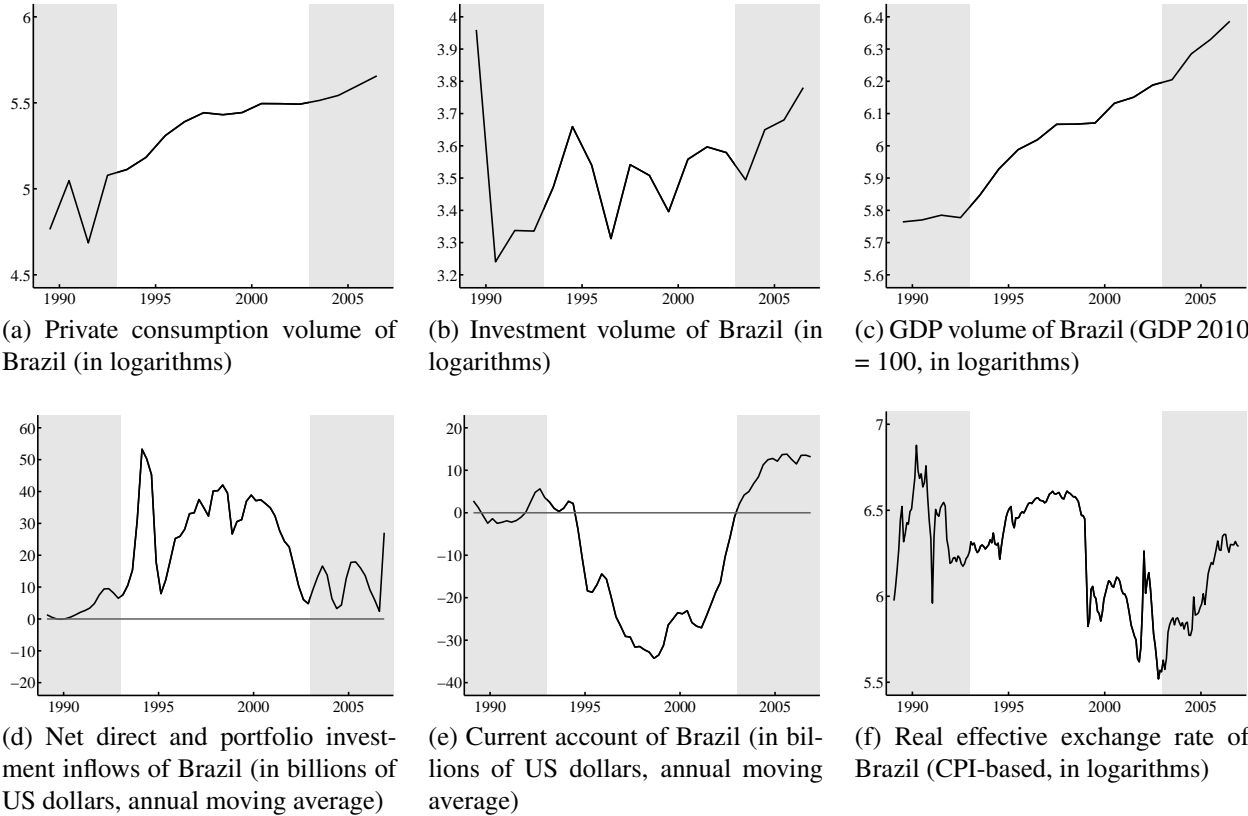 6
5.5
5
4.5
1990 1995 2000 2005
(a) Private consumption volume of
Brazil (in logarithms)
4
3.9
3.8
3.7
3.6
3.5
3.4
3.3
3.2
1990 1995 2000 2005
(b) Investment volume of Brazil (in
logarithms)
6.4
6.3
6.2
6.1
6
5.9
5.8
5.7
5.6
1990 1995 2000 2005
(c) GDP volume of Brazil (GDP 2010
= 100, in logarithms)
60
50
40
30
20
10
0
−10
−20
1990 1995 2000 2005
(d) Net direct and portfolio invest-
ment inflows of Brazil (in billions of
US dollars, annual moving average)
20
10
0
−10
−20
−30
−40
1990 1995 2000 2005
(e) Current account of Brazil (in bil-
lions of US dollars, annual moving
average)
7
6.5
6
5.5
1990 1995 2000 2005
(f) Real effective exchange rate of
Brazil (CPI-based, in logarithms)